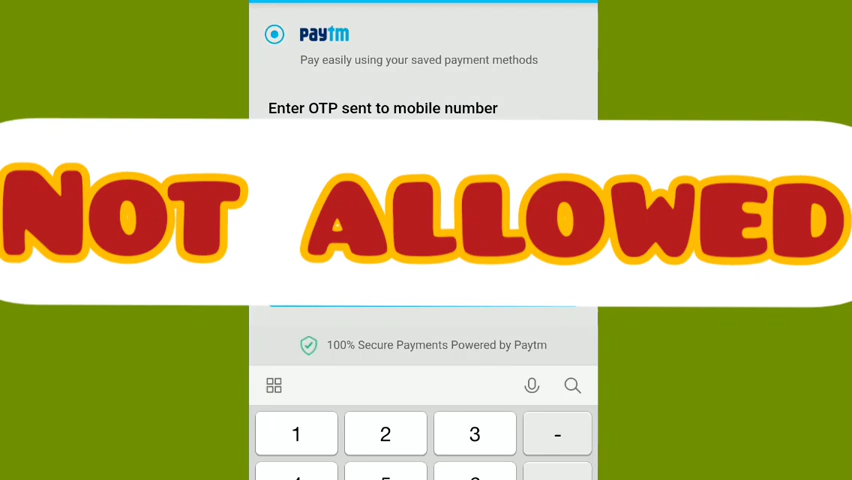 paytm
Pay easily using your saved payment methods
Enter OTP sent to mobile number
NOT ALLOWED
100% Secure Payments Powered by Paytm
1 2 3 -